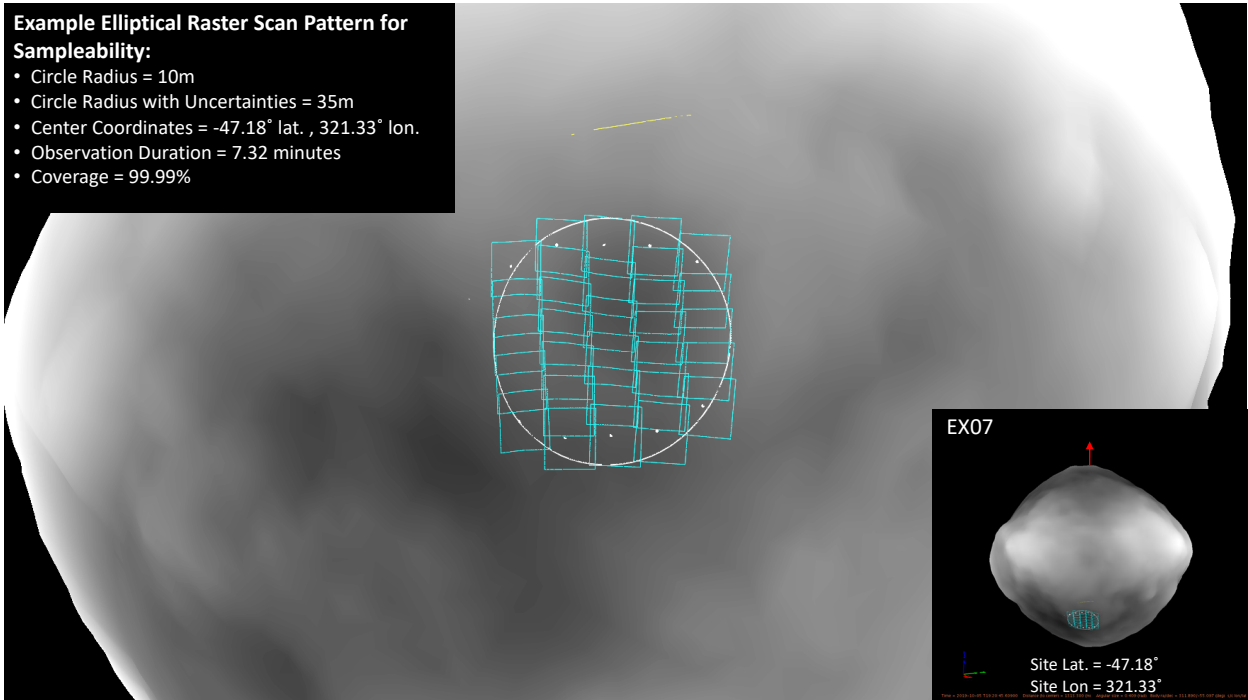 Example Elliptical Raster Scan Pattern for
Sampleability:
• Circle Radius = 10m
• Circle Radius with Uncertainties = 35m
• Center Coordinates = -47.18˚ lat. , 321.33˚ lon.
• Observation Duration = 7.32 minutes
• Coverage = 99.99%
EX07
Site Lat. = -47.18˚
Site Lon = 321.33˚